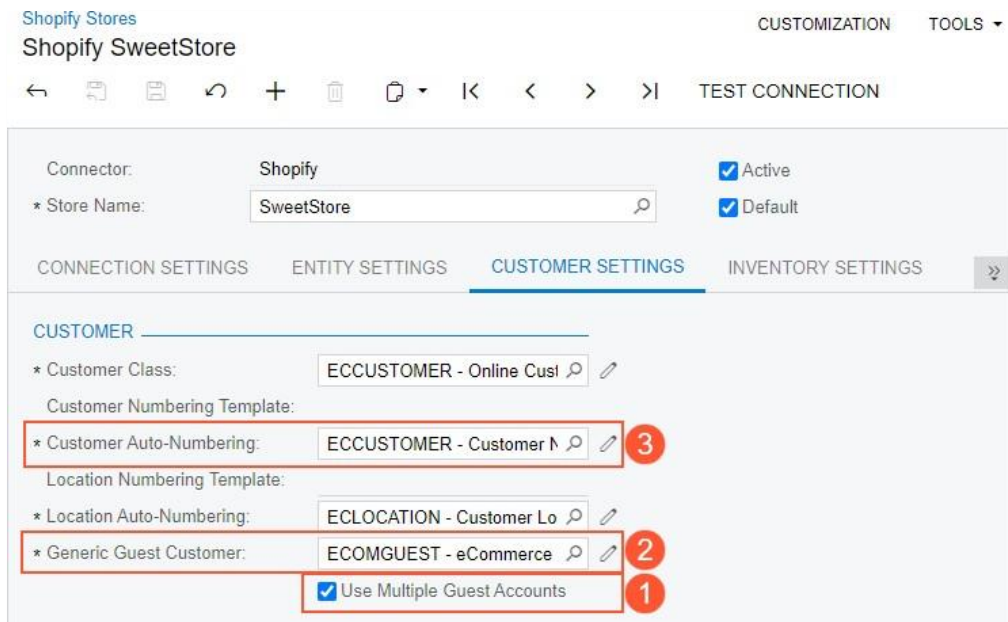 Shopify Stores
CUSTOMIZATION TOOLS
Shopify SweetStore
TEST CONNECTION
Connector: Shopify Active
* Store Name: SweetStore Default
CONNECTION SETTINGS ENTITY SETTINGS CUSTOMER SETTINGS INVENTORY SETTINGS
CUSTOMER
* Customer Class: ECCUSTOMER - Online Cust
Customer Numbering Template:
* Customer Auto-Numbering: ECCUSTOMER - Customer N 3
Location Numbering Template:
* Location Auto-Numbering: ECLOCATION - Customer Lo
* Generic Guest Customer: ECOMGUEST - eCommerce 2
Use Multiple Guest Accounts 1